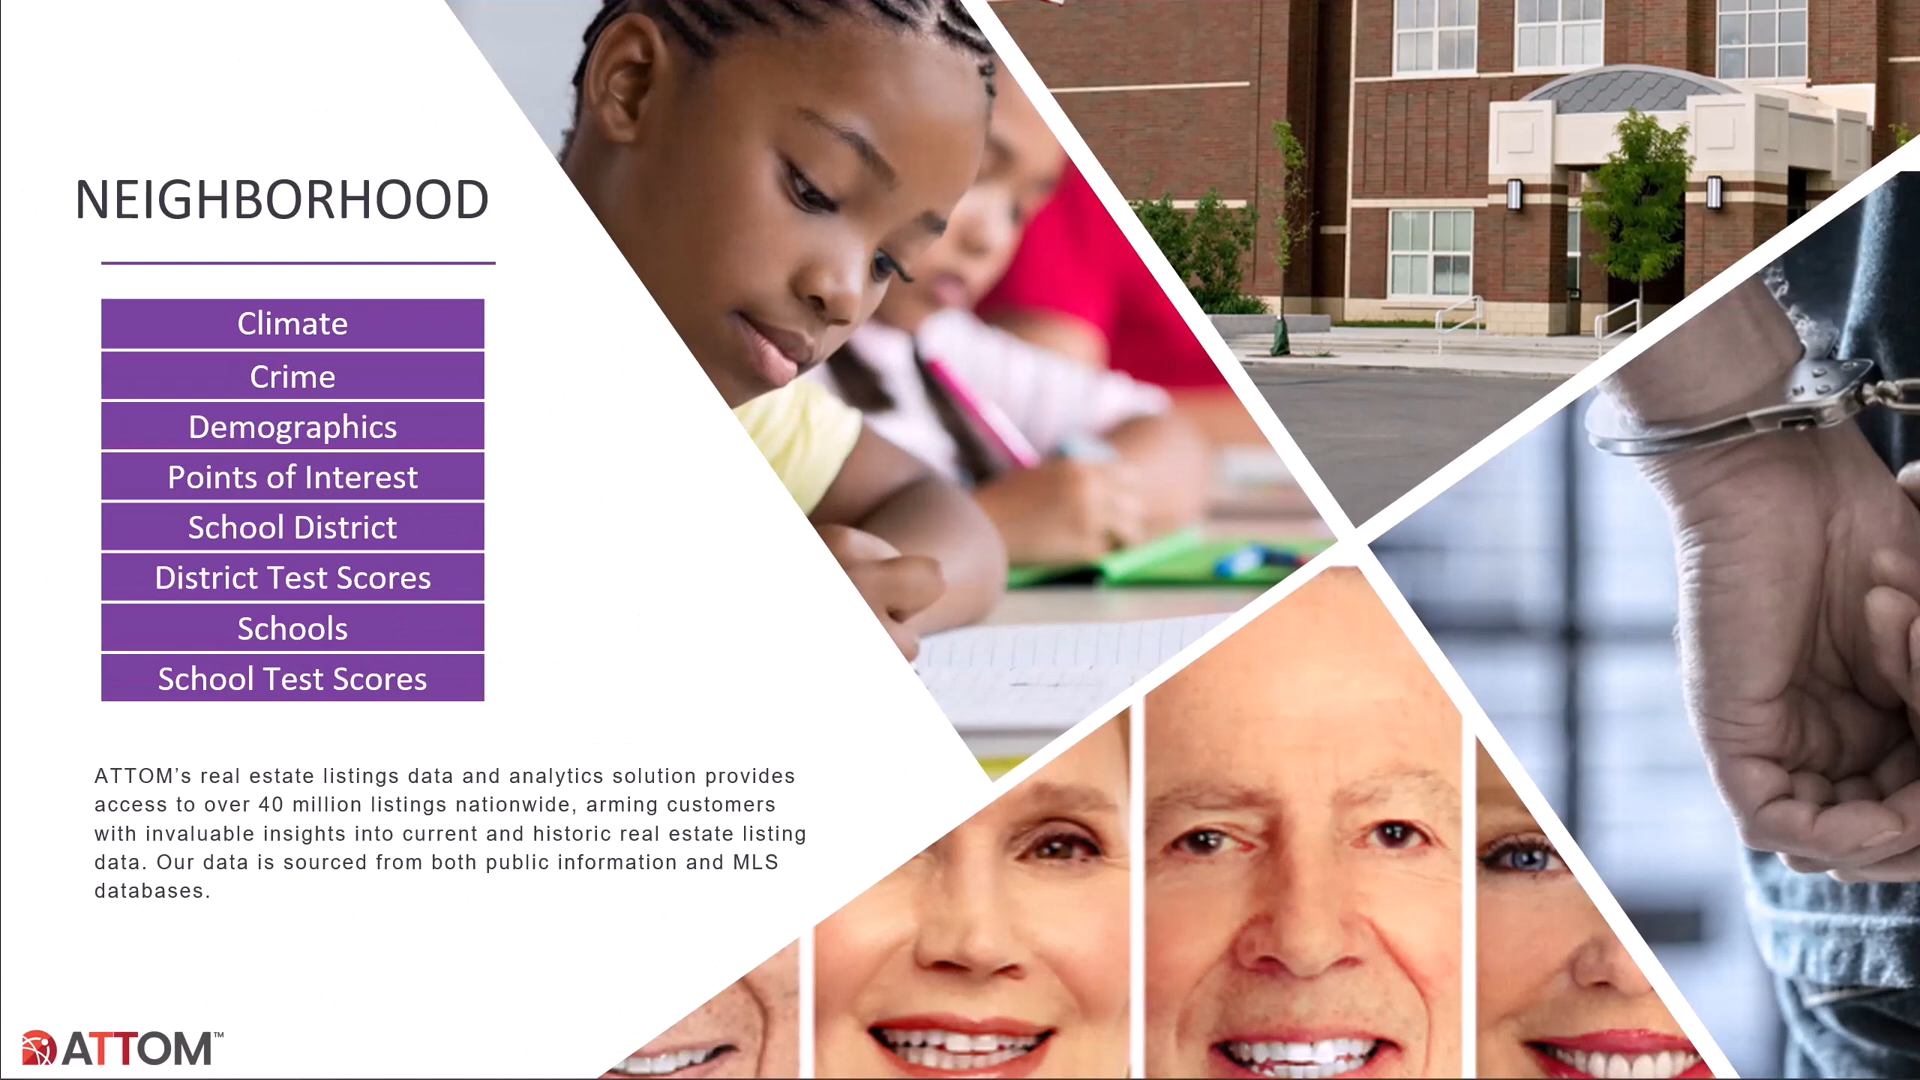 NEIGHBORHOOD
Climate
Crime
Demographics
Points of Interest
School District
District Test Scores
Schools
School Test Scores
ATTOM’s real estate listings data and analytics solution provides
access to over 40 million listings nationwide, arming customers
with invaluable insights into current and historic real estate listing
data. Our data is sourced from both public information and MLS
databases.
ATTOM™